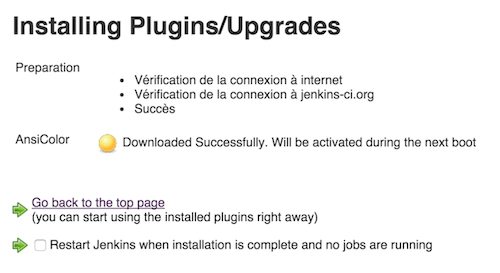 Installing Plugins/Upgrades
Preparation
Vérification de la connexion à internet
Vérification de la connexion à jenkins-ci.org
Succès
AnsiColor
Downloaded Successfully. Will be activated during the next boot
Go back to the top page
(you can start using the installed plugins right away)
Restart Jenkins when installation is complete and no jobs are running